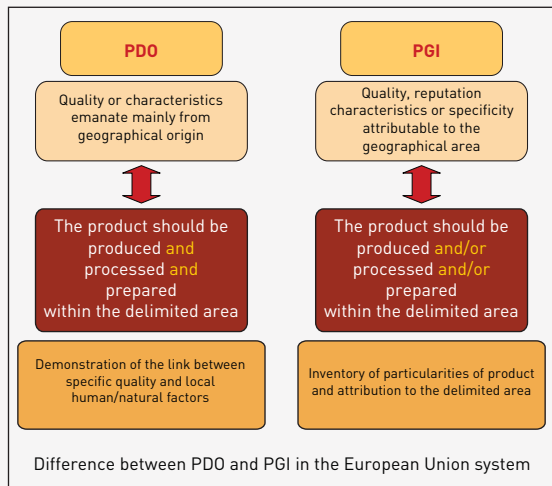 PDO
Quality or characteristics
emanate mainly from
geographical origin
The product should be
produced and
processed and
prepared
within the delimited area
Demonstration of the link between
specific quality and local
human/natural factors
PGI
Quality, reputation
characteristics or specificity
attributable to the
geographical area
The product should be
produced and/or
processed and/or
prepared
within the delimited area
Inventory of particularities of product
and attribution to the delimited area
Difference between PDO and PGI in the European Union system